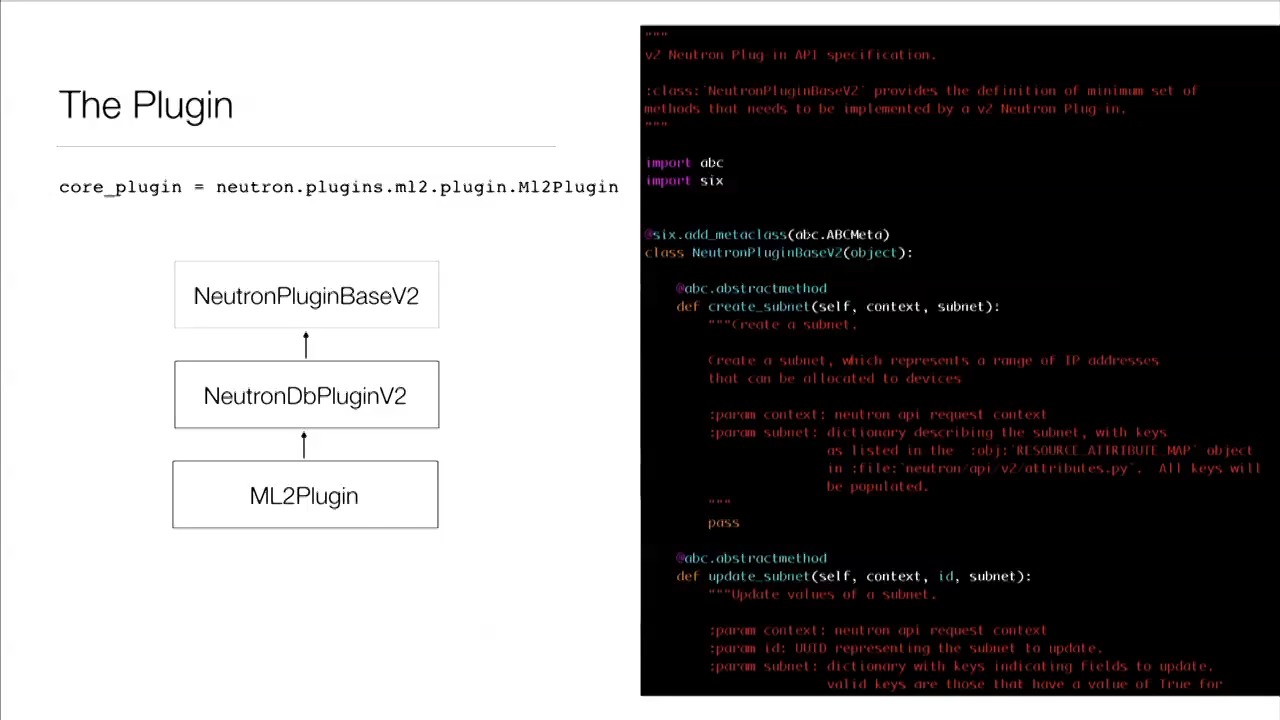 The Plugin
core_plugin = neutron.plugins.ml2.plugin.Ml2Plugin
NeutronPluginBaseV2
NeutronDbPluginV2
ML2Plugin
"""
v2 Neutron Plug-in API specification.
:class:`NeutronPluginBaseV2` provides the definition of minimum set of
methods that needs to be implemented by a v2 Neutron Plug-in.
"""
import abc
import six
@six.add_metaclass(abc.ABCMeta)
class NeutronPluginBaseV2(object):
@abc.abstractmethod
def create_subnet(self, context, subnet):
"""Create a subnet.
Create a subnet, which represents a range of IP addresses
that can be allocated to devices
:param context: neutron api request context
:param subnet: dictionary describing the subnet, with keys
as listed in the  :obj:`RESOURCE_ATTRIBUTE_MAP` object
in :file:`neutron/api/v2/attributes.py`.  All keys will
be populated.
"""
pass
@abc.abstractmethod
def update_subnet(self, context, id, subnet):
"""Update values of a subnet.
:param context: neutron api request context
:param id: UUID representing the subnet to update.
:param subnet: dictionary with keys indicating fields to update.
valid keys are those that have a value of True for